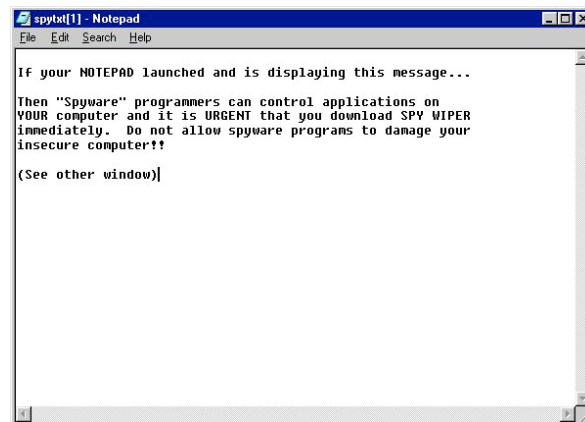 spytxt[1] - Notepad
File Edit Search Help
If your NOTEPAD launched and is displaying this message...
Then "Spyware" programmers can control applications on
YOUR computer and it is URGENT that you download SPY WIPER
immediately. Do not allow spyware programs to damage your
insecure computer!!
(See other window)